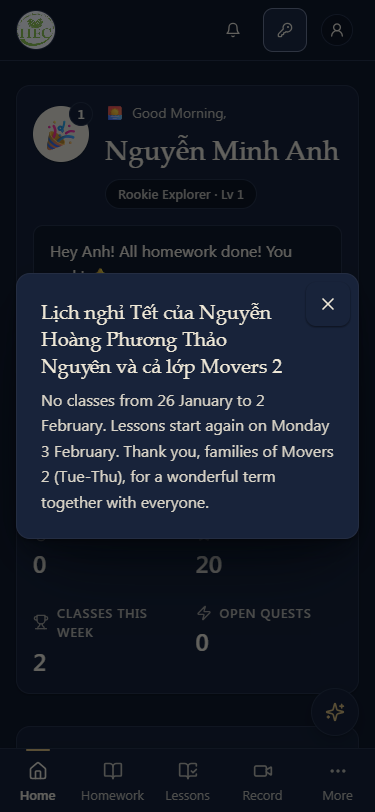 HEC
1
Good Morning,
Nguyễn Minh Anh
Rookie Explorer · Lv 1
Hey Anh! All homework done! You
Lịch nghỉ Tết của Nguyễn
Hoàng Phương Thảo
Nguyên và cả lớp Movers 2
No classes from 26 January to 2
February. Lessons start again on Monday
3 February. Thank you, families of Movers
2 (Tue-Thu), for a wonderful term
together with everyone.
0
20
CLASSES THIS
WEEK
2
OPEN QUESTS
0
Home
Homework
Lessons
Record
More